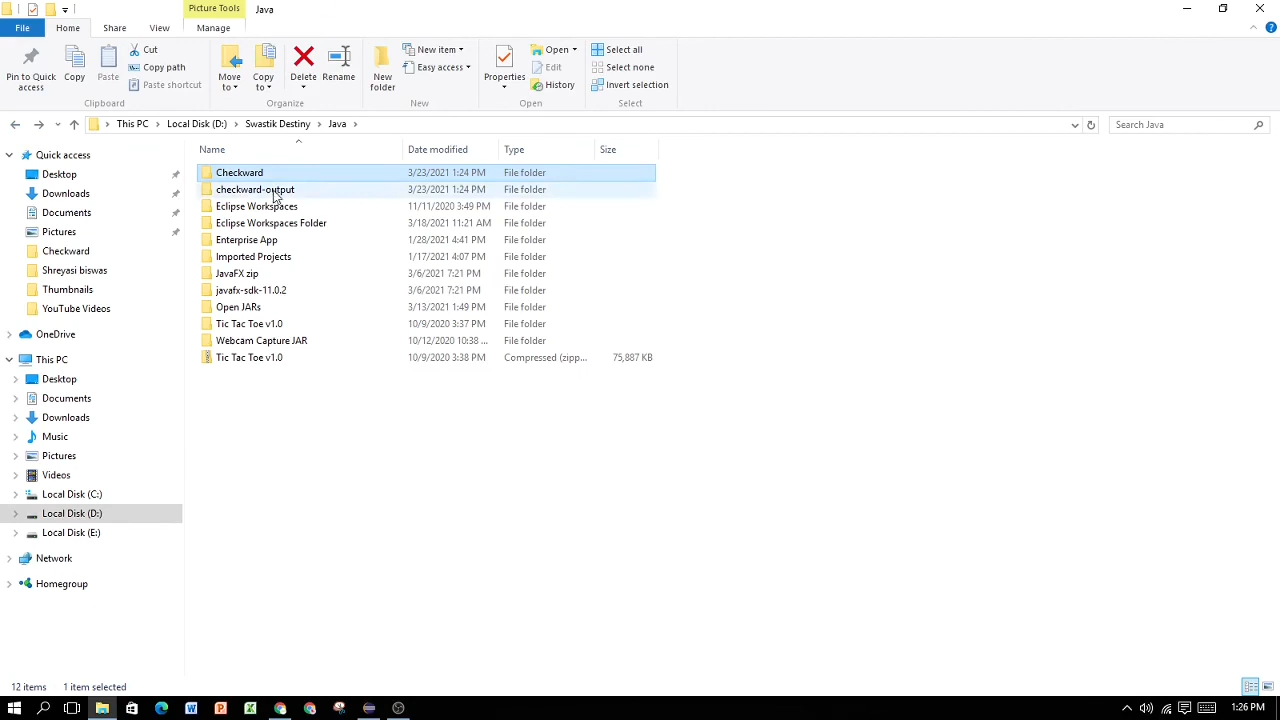 Picture Tools Java
File Home Share View Manage
Pin to Quick access
Copy
Paste
Cut
Copy path
Paste shortcut
Clipboard
Move to
Copy to
Delete
Rename
Organize
New folder
New item
Easy access
New
Properties
Open
Edit
History
Open
Select all
Select none
Invert selection
Select
This PC Local Disk (D:) Swastik Destiny Java
Search Java
Name Date modified Type Size
Checkward 3/23/2021 1:24 PM File folder
checkward-output 3/23/2021 1:24 PM File folder
Eclipse Workspaces 11/11/2020 3:49 PM File folder
Eclipse Workspaces Folder 3/18/2021 11:21 AM File folder
Enterprise App 1/28/2021 4:41 PM File folder
Imported Projects 1/17/2021 4:07 PM File folder
JavaFX zip 3/6/2021 7:21 PM File folder
javafx-sdk-11.0.2 3/6/2021 7:21 PM File folder
Open JARs 3/13/2021 1:49 PM File folder
Tic Tac Toe v1.0 10/9/2020 3:37 PM File folder
Webcam Capture JAR 10/12/2020 10:38 ... File folder
Tic Tac Toe v1.0 10/9/2020 3:38 PM Compressed (zipp... 75,887 KB
Quick access
Desktop
Downloads
Documents
Pictures
Checkward
Shreyasi biswas
Thumbnails
YouTube Videos
OneDrive
This PC
Desktop
Documents
Downloads
Music
Pictures
Videos
Local Disk (C:)
Local Disk (D:)
Local Disk (E:)
Network
Homegroup
12 items 1 item selected
1:26 PM